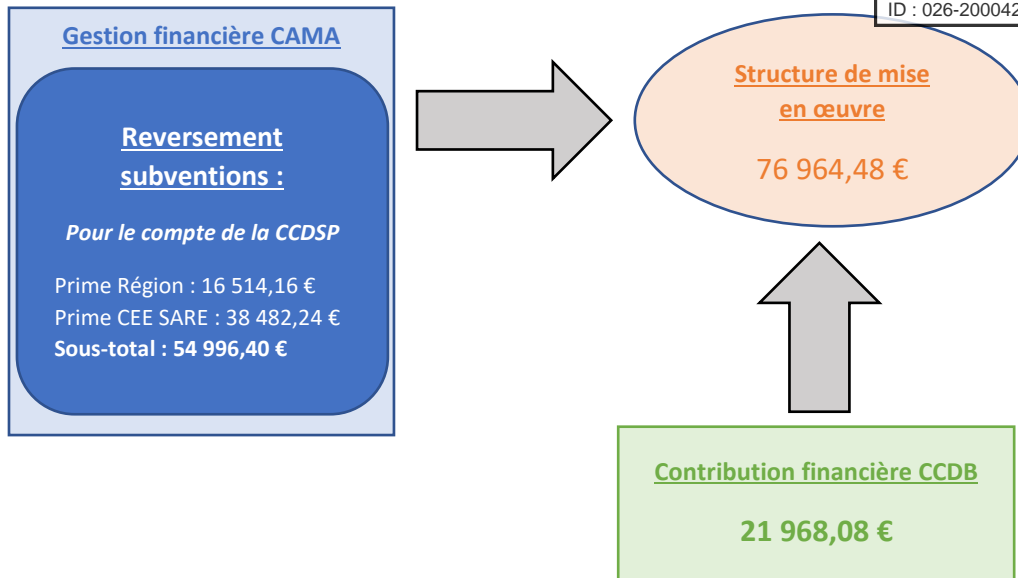 ID : 026-200042
Gestion financière CAMA
Reversement
subventions :
Pour le compte de la CCDSP
Prime Région : 16 514,16 €
Prime CEE SARE : 38 482,24 €
Sous-total : 54 996,40 €
Structure de mise
en œuvre
76 964,48 €
Contribution financière CCDB
21 968,08 €